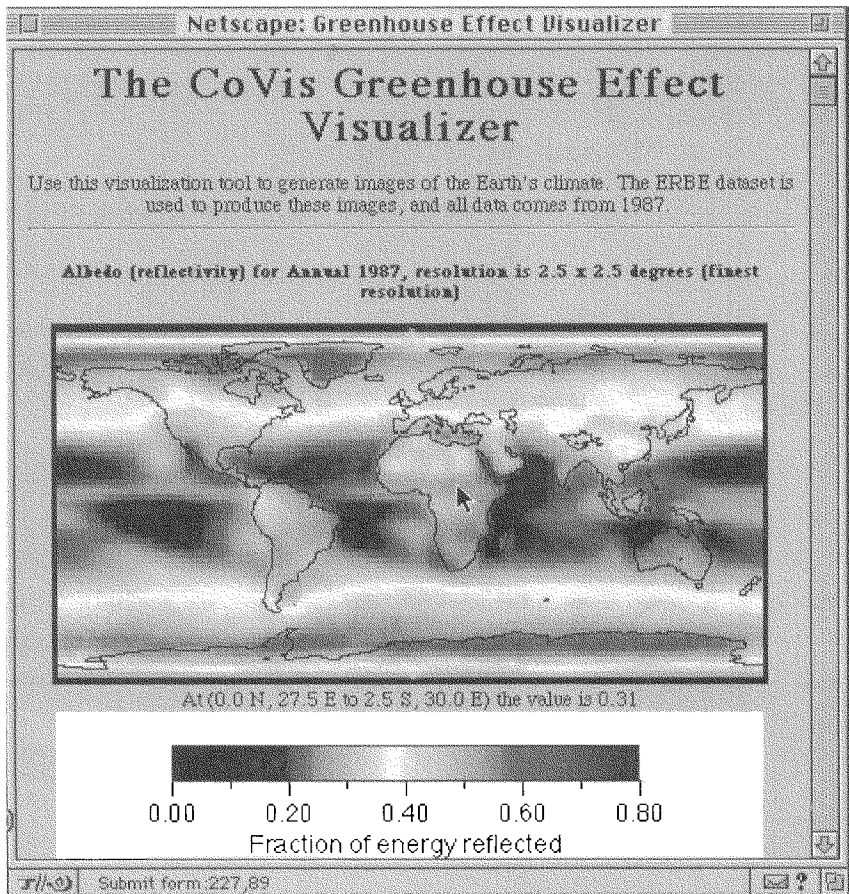 Netscape: Greenhouse Effect Visualizer
The CoVis Greenhouse Effect
Visualizer
Use this visualization tool to generate images of the Earth's climate. The ERBE dataset is
used to produce these images, and all data comes from 1987.
Albedo (reflectivity) for Annual 1987, resolution is 2.5 x 2.5 degrees (finest
resolution)
At (0.0 N, 27.5 E to 2.5 S, 30.0 E) the value is 0.31
0.00 0.20 0.40 0.60 0.80
Fraction of energy reflected
Submit form:227,89
?